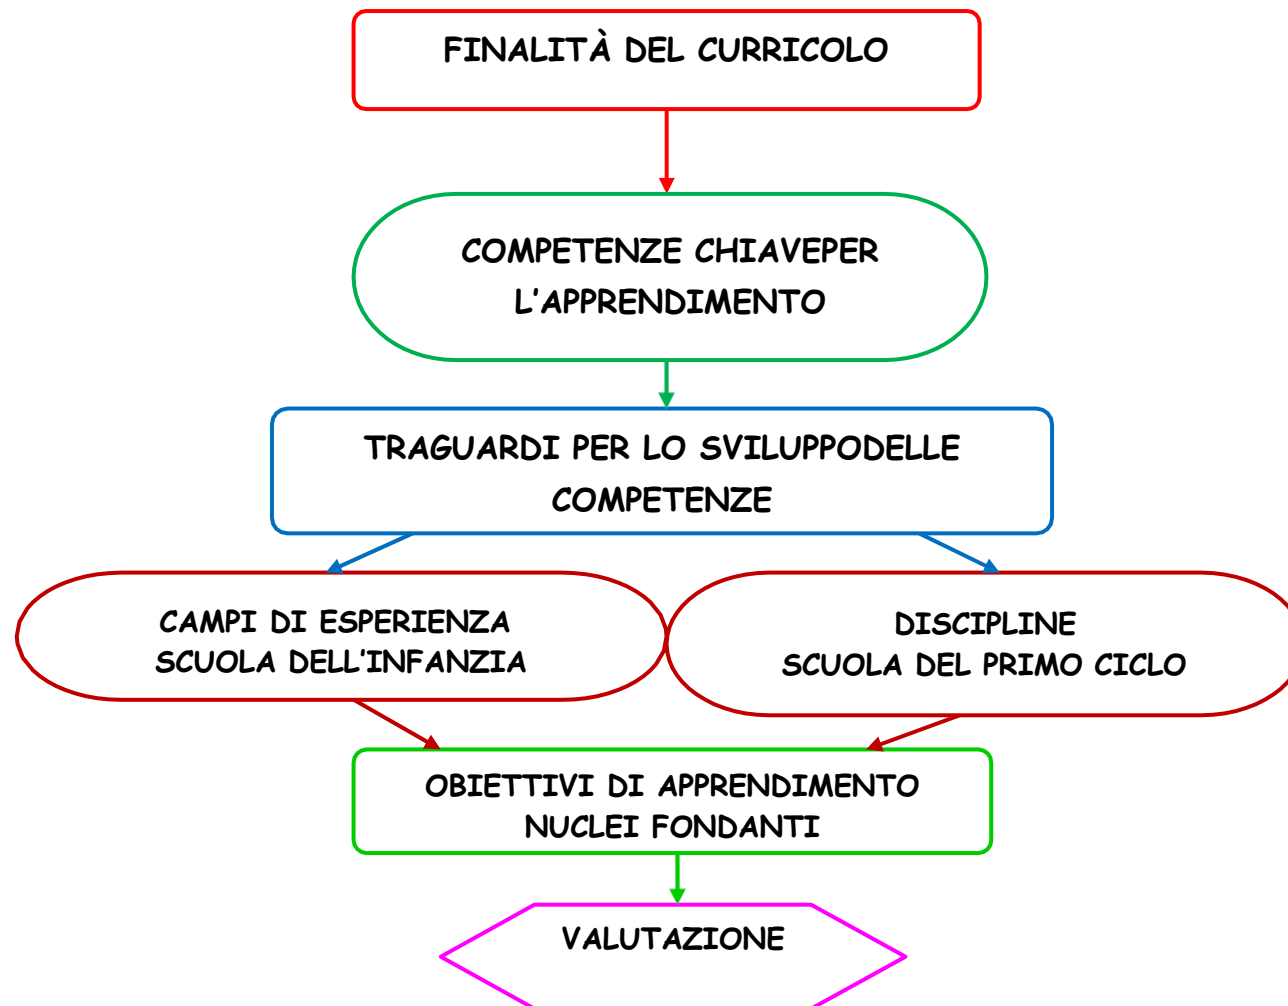 FINALITÀ DEL CURRICOLO
COMPETENZE CHIAVEPER
L'APPRENDIMENTO
TRAGUARDI PER LO SVILUPPODELLE
COMPETENZE
CAMPI DI ESPERIENZA
SCUOLA DELL'INFANZIA
DISCIPLINE
SCUOLA DEL PRIMO CICLO
OBIETTIVI DI APPRENDIMENTO
NUCLEI FONDANTI
VALUTAZIONE